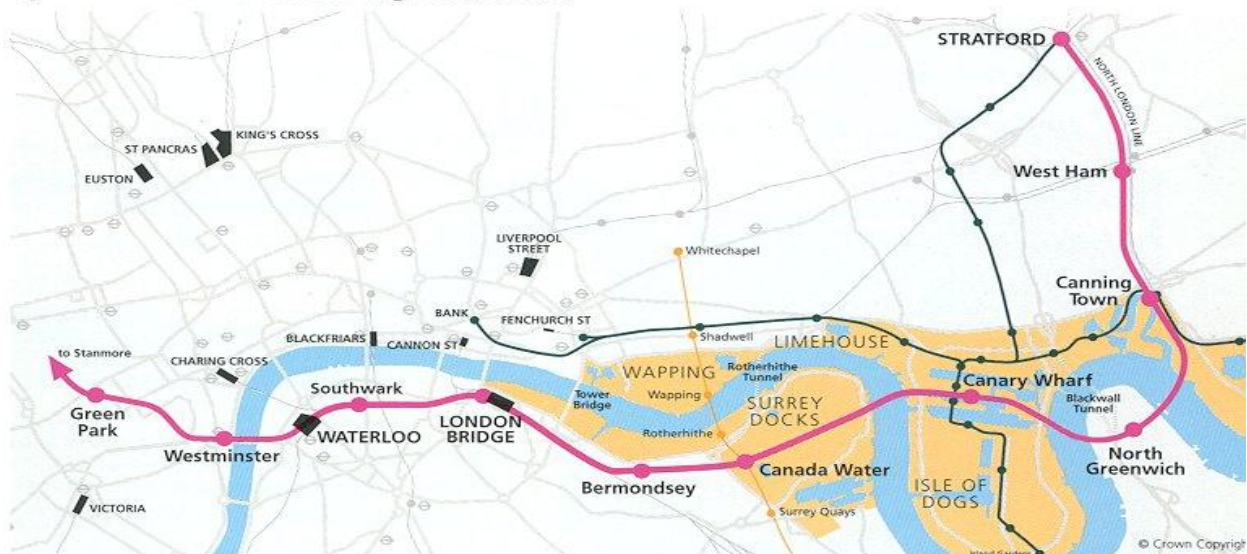 STRATFORD
NORTH LONDON LINE
KING'S CROSS
ST PANCRAS
EUSTON
West Ham
LIVERPOOL
STREET
Whitechapel
Canning
Town
BANK
FENCHURCH ST
BLACKFRIARS
CANNON ST
Shadwell
LIMEHOUSE
to Stanmore
CHARING CROSS
WAPPING
Rotherhithe
Tunnel
Green
Park
Southwark
Tower
Bridge
Wapping
Canary Wharf
Blackwall
Tunnel
SURREY
DOCKS
WATERLOO
LONDON
BRIDGE
Rotherhithe
Westminster
North
Greenwich
Canada Water
Bermondsey
ISLE OF
DOGS
VICTORIA
Surrey Quays
© Crown Copyrigh